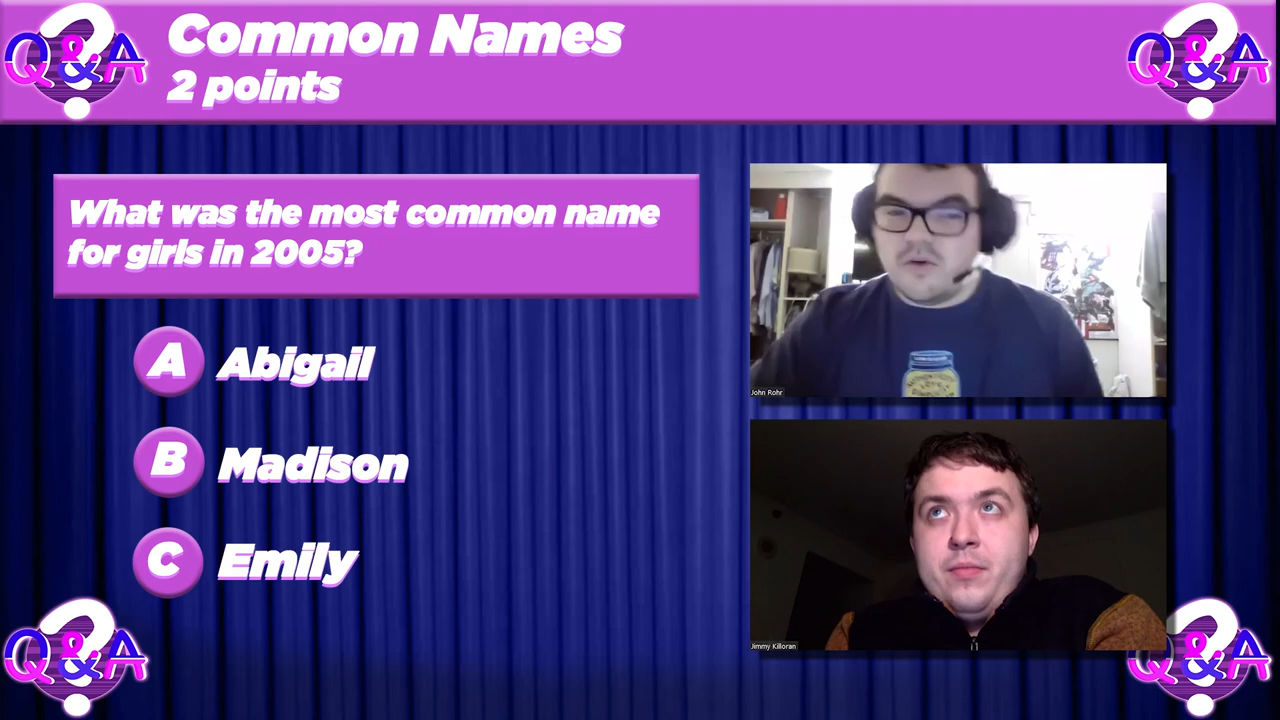 Q&A
Common Names
2 points
Q&A
What was the most common name
for girls in 2005?
A Abigail
B Madison
C Emily
John Rohr
Jimmy Killoran
Q&A
Q&A